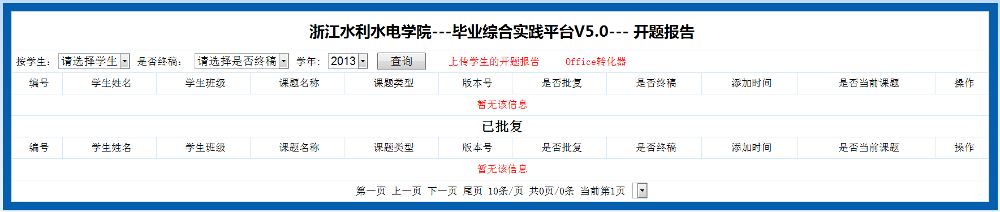 浙江水利水电学院---毕业综合实践平台V5.0--- 开题报告
按学生： 请选择学生 是否终稿： 请选择是否终稿 学年： 2013 查询 上传学生的开题报告 Office转化器
编号 学生姓名 学生班级 课题名称 课题类型 版本号 是否批复 是否终稿 添加时间 是否当前课题 操作
暂无该信息
已批复
编号 学生姓名 学生班级 课题名称 课题类型 版本号 是否批复 是否终稿 添加时间 是否当前课题 操作
暂无该信息
第一页 上一页 下一页 尾页 10条/页 共0页/0条 当前第1页